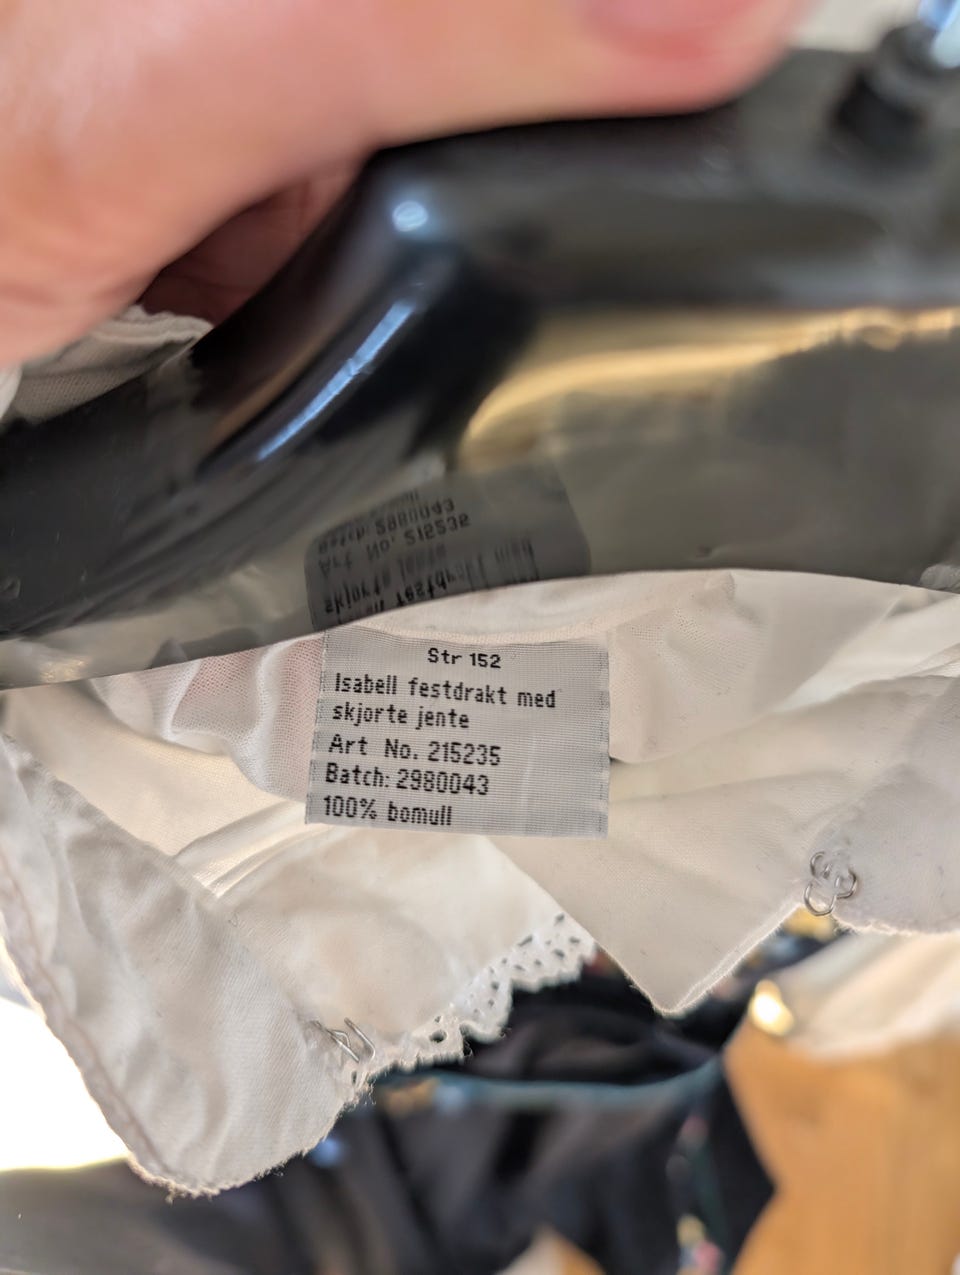 Str 152
Isabell festdrakt med
skjorte jente
Art No. 215235
Batch: 2980043
100% bomull